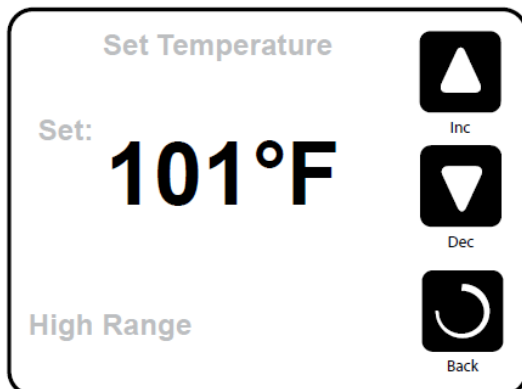 Set Temperature
Inc
Set:
101°F
Dec
High Range
Back